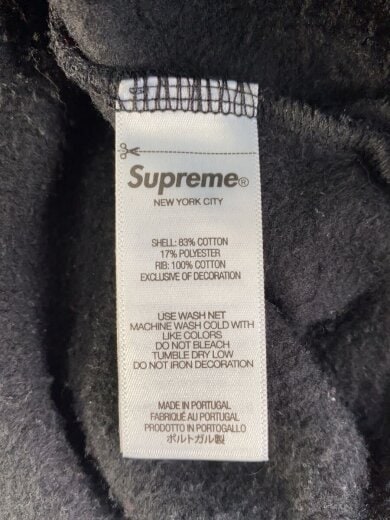 Supreme®
NEW YORK CITY
SHELL: 83% COTTON
17% POLYESTER
RIB: 100% COTTON
EXCLUSIVE OF DECORATION
USE WASH NET
MACHINE WASH COLD WITH
LIKE COLORS
DO NOT BLEACH
TUMBLE DRY LOW
DO NOT IRON DECORATION
MADE IN PORTUGAL
FABRIQUÉ AU PORTUGAL
PRODOTTO IN PORTOGALLO
ポルトガル製